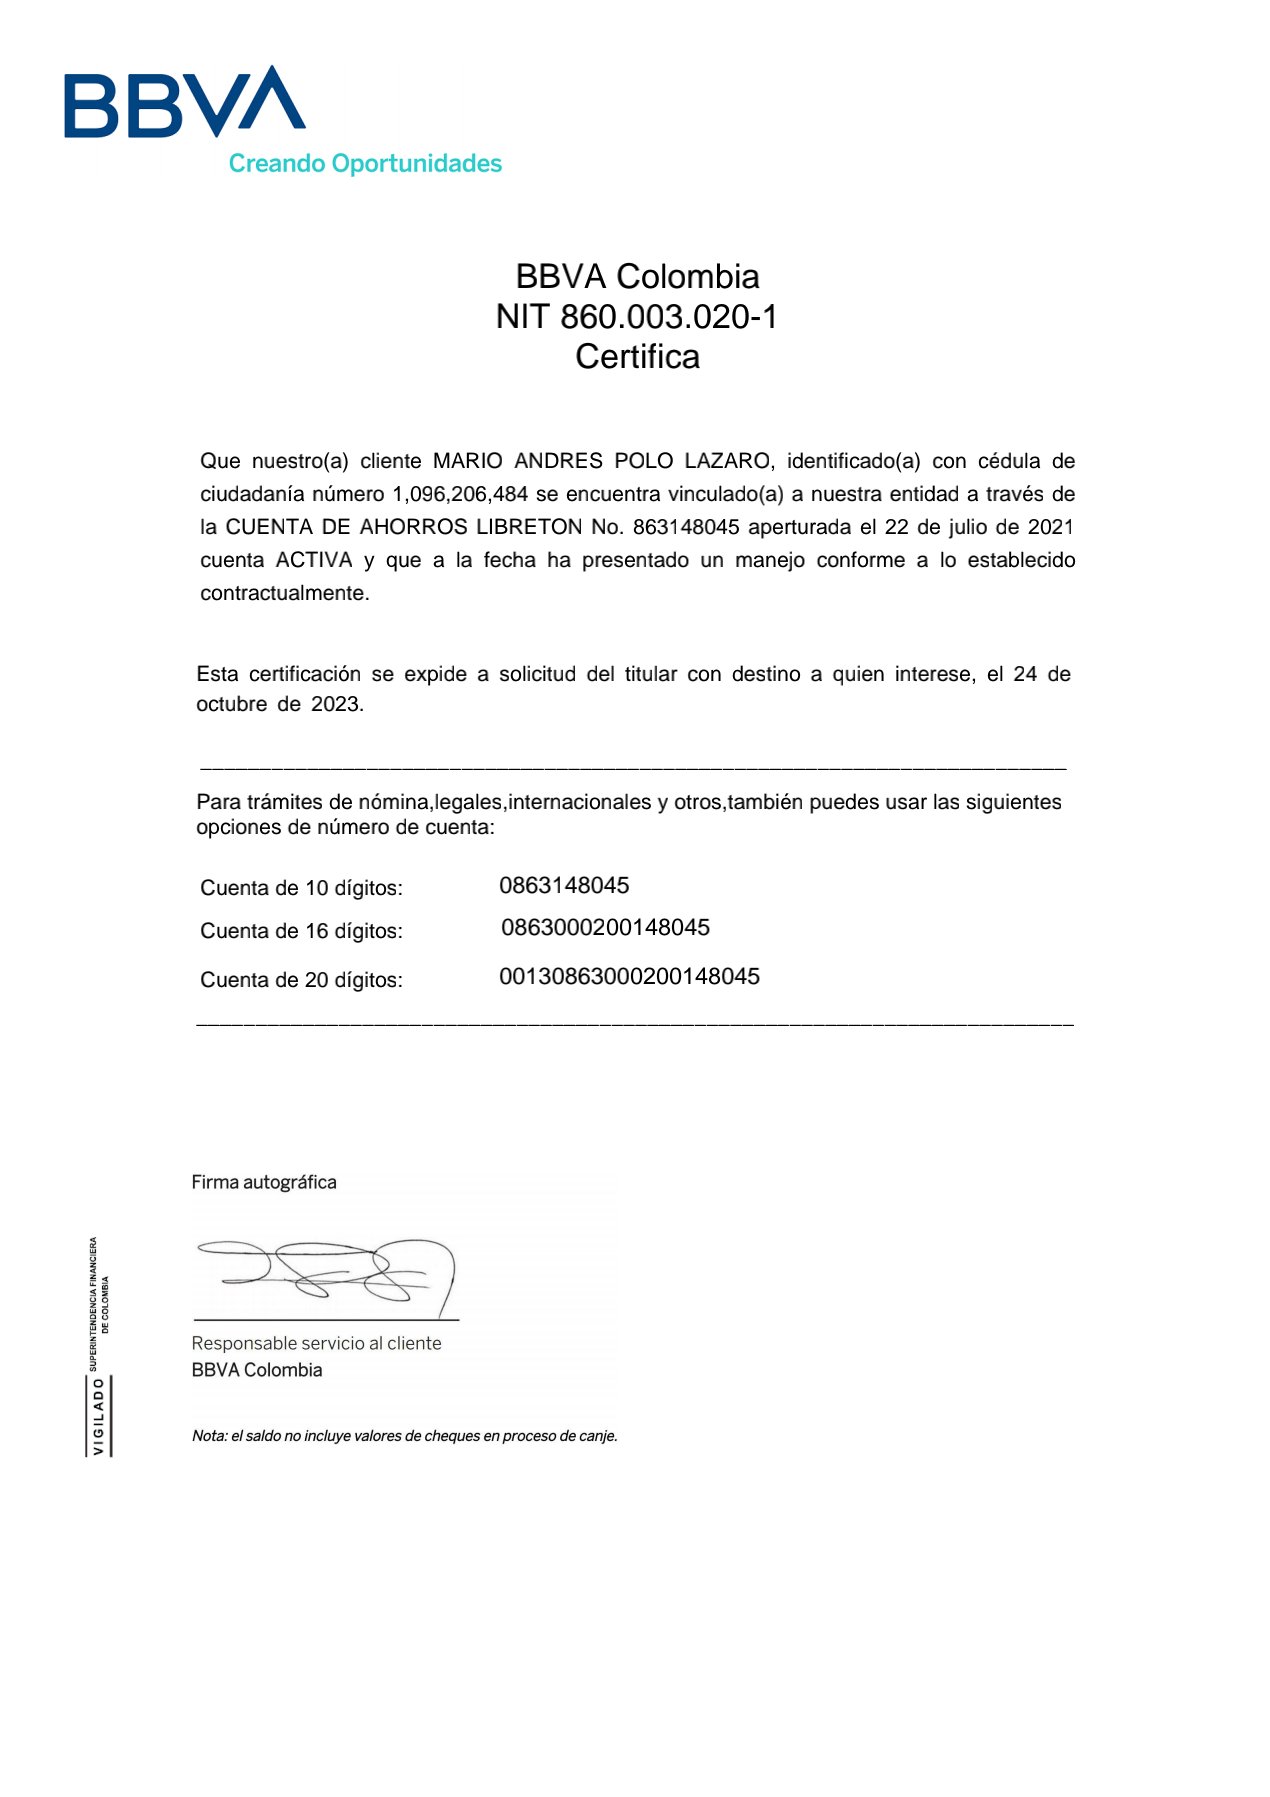 BBVA
Creando Oportunidades
BBVA Colombia
NIT 860.003.020-1
Certifica
Que nuestro(a) cliente MARIO ANDRES POLO LAZARO, identificado(a) con cédula de
ciudadanía número 1,096,206,484 se encuentra vinculado(a) a nuestra entidad a través de
la CUENTA DE AHORROS LIBRETON No. 863148045 aperturada el 22 de julio de 2021
cuenta ACTIVA y que a la fecha ha presentado un manejo conforme a lo establecido
contractualmente.
Esta certificación se expide a solicitud del titular con destino a quien interese, el 24 de
octubre de 2023.
Para trámites de nómina,legales,internacionales y otros,también puedes usar las siguientes
opciones de número de cuenta:
Cuenta de 10 dígitos: 0863148045
Cuenta de 16 dígitos: 0863000200148045
Cuenta de 20 dígitos: 00130863000200148045
Firma autográfica
Responsable servicio al cliente
BBVA Colombia
Nota: el saldo no incluye valores de cheques en proceso de canje.
VIGILADO SUPERINTENDENCIA FINANCIERA
DE COLOMBIA